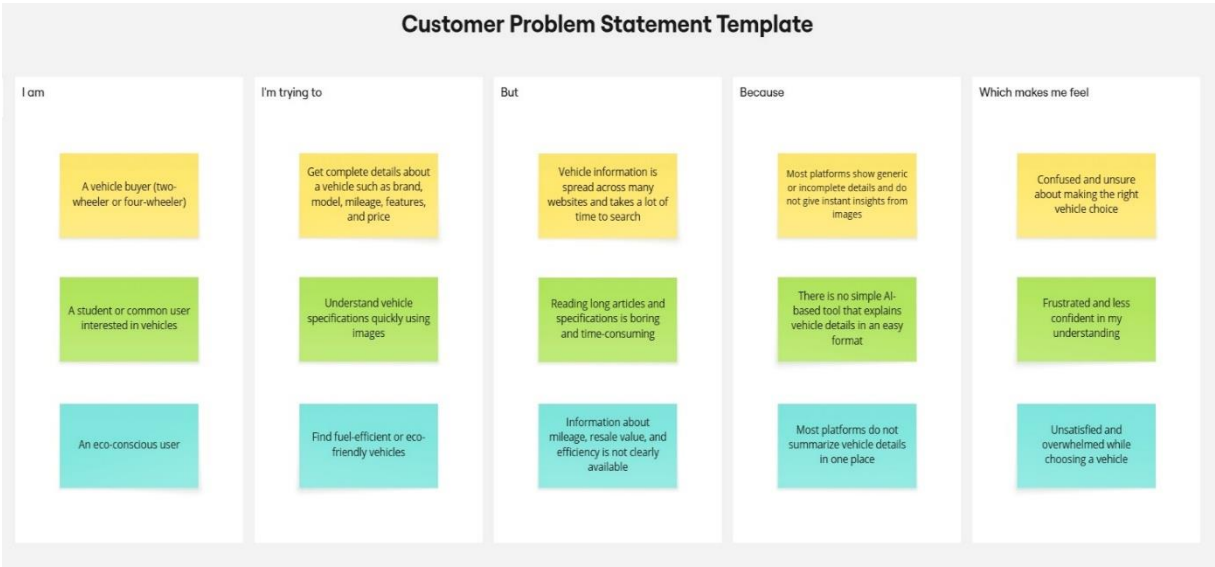 Customer Problem Statement Template
I am
I'm trying to
But
Because
Which makes me feel
A vehicle buyer (two-
wheeler or four-wheeler)
Get complete details about
a vehicle such as brand,
model, mileage, features,
and price
Vehicle information is
spread across many
websites and takes a lot of
time to search
Most platforms show generic
or incomplete details and do
not give instant insights from
images
Confused and unsure
about making the right
vehicle choice
A student or common user
interested in vehicles
Understand vehicle
specifications quickly using
images
Reading long articles and
specifications is boring
and time-consuming
There is no simple AI-
based tool that explains
vehicle details in an easy
format
Frustrated and less
confident in my
understanding
An eco-conscious user
Find fuel-efficient or eco-
friendly vehicles
Information about
mileage, resale value, and
efficiency is not clearly
available
Most platforms do not
summarize vehicle details
in one place
Unsatisfied and
overwhelmed while
choosing a vehicle